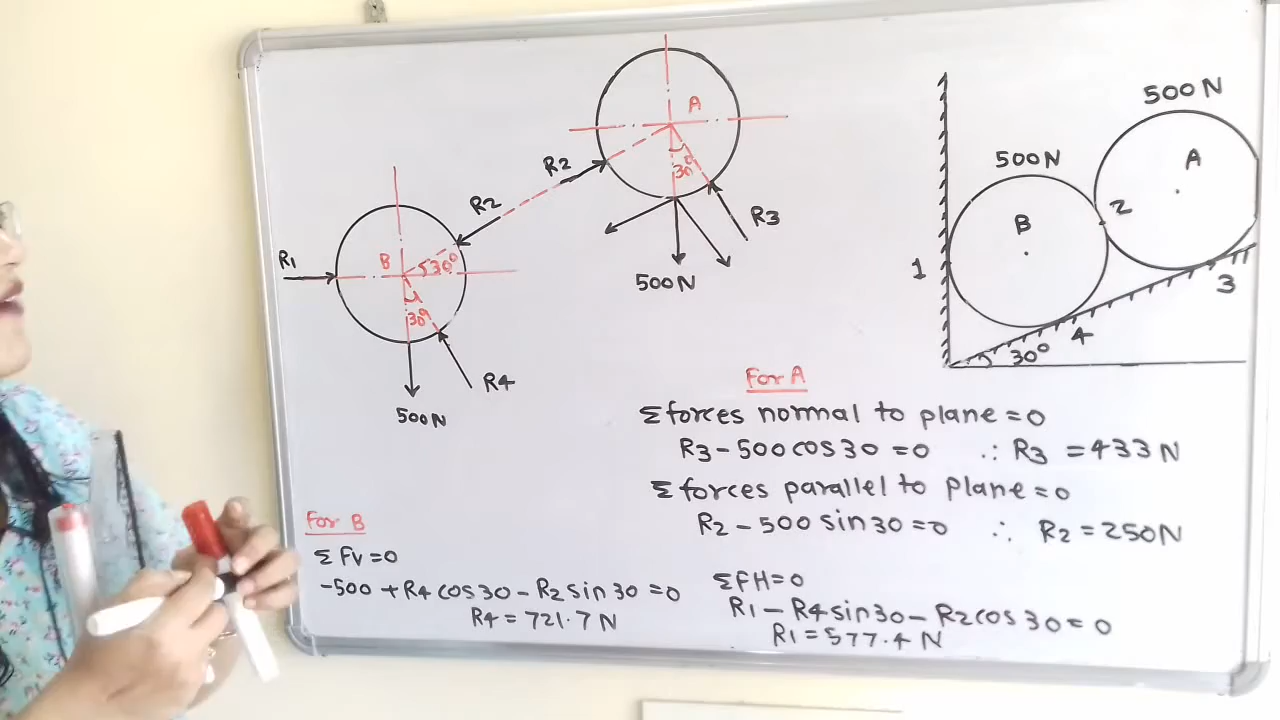 A
30°
R2
R2
R3
500N
R1
B
30°
30°
R4
500N
500N
500N
A
B
2
1
3
4
30°
For A
Σ forces normal to plane = 0
R3 - 500 cos 30 = 0 ∴ R3 = 433 N
Σ forces parallel to plane = 0
R2 - 500 sin 30 = 0 ∴ R2 = 250N
For B
Σ Fv = 0
-500 + R4 cos 30 - R2 sin 30 = 0
R4 = 721.7 N
ΣFH = 0
R1 - R4 sin 30 - R2 cos 30 = 0
R1 = 577.4 N